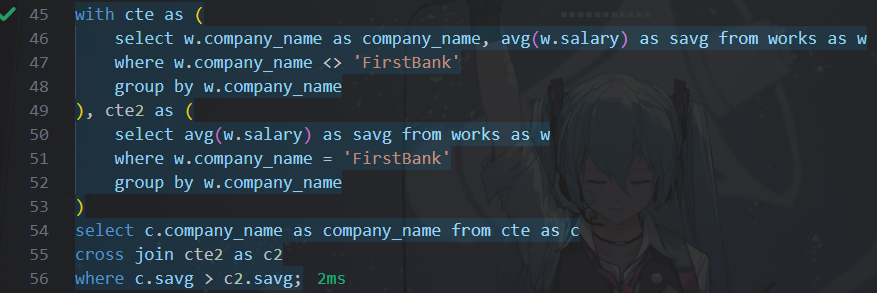 45 with cte as (
46 select w.company_name as company_name, avg(w.salary) as savg from works as w
47 where w.company_name <> 'FirstBank'
48 group by w.company_name
49 ), cte2 as (
50 select avg(w.salary) as savg from works as w
51 where w.company_name = 'FirstBank'
52 group by w.company_name
53 )
54 select c.company_name as company_name from cte as c
55 cross join cte2 as c2
56 where c.savg > c2.savg; 2ms